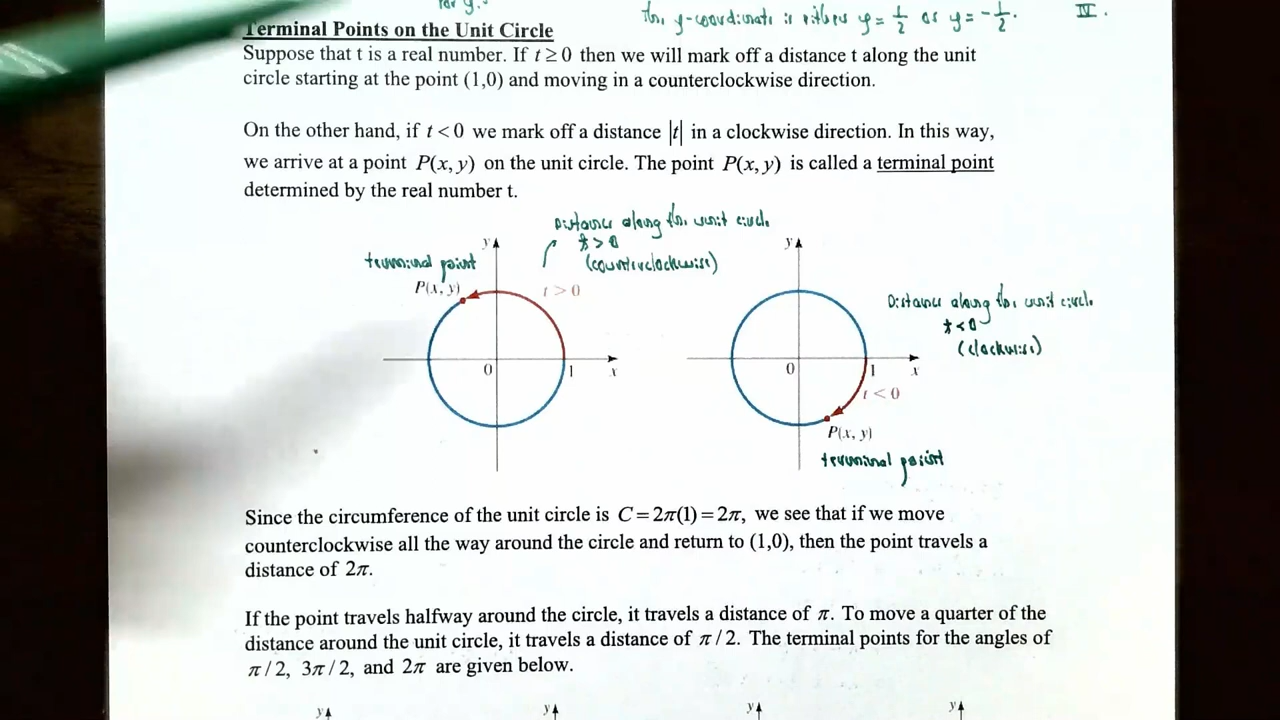 for y.
the y-coordinate is either y = 1/2 or y = -1/2. IV.
Terminal Points on the Unit Circle
Suppose that t is a real number. If t ≥ 0 then we will mark off a distance t along the unit
circle starting at the point (1,0) and moving in a counterclockwise direction.
On the other hand, if t < 0 we mark off a distance |t| in a clockwise direction. In this way,
we arrive at a point P(x, y) on the unit circle. The point P(x, y) is called a terminal point
determined by the real number t.
Distance along the unit circle
t > 0
(counterclockwise)
terminal point
P(x, y)
t > 0
y
0
1
x
y
Distance along the unit circle
t < 0
(clockwise)
0
1
x
t < 0
P(x, y)
terminal point
Since the circumference of the unit circle is C = 2π(1) = 2π, we see that if we move
counterclockwise all the way around the circle and return to (1,0), then the point travels a
distance of 2π.
If the point travels halfway around the circle, it travels a distance of π. To move a quarter of the
distance around the unit circle, it travels a distance of π / 2. The terminal points for the angles of
π / 2, 3π / 2, and 2π are given below.
y y y y